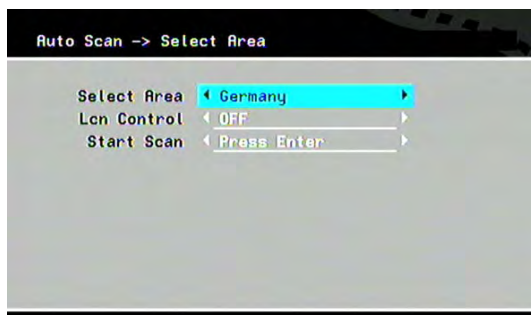 Auto Scan -> Select Area
Select Area Germany
Lcn Control OFF
Start Scan Press Enter